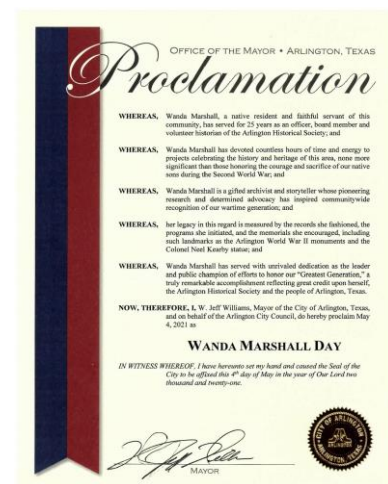 OFFICE OF THE MAYOR • ARLINGTON, TEXAS
Proclamation
WHEREAS, Wanda Marshall, a native resident and faithful servant of this
community, has served for 25 years as an officer, board member and
volunteer historian of the Arlington Historical Society; and
WHEREAS, Wanda Marshall has devoted countless hours of time and energy to
projects celebrating the history and heritage of this area, none more
significant than those honoring the courage and sacrifice of our native
sons during the Second World War; and
WHEREAS, Wanda Marshall is a gifted archivist and storyteller whose pioneering
research and determined advocacy has inspired communitywide
recognition of our wartime generation; and
WHEREAS, her legacy in this regard is measured by the records she fashioned, the
programs she initiated, and the memorials she encouraged, including
such landmarks as the Arlington World War II monuments and the
Colonel Neel Kearby statue; and
WHEREAS, Wanda Marshall has served with unrivaled dedication as the leader
and public champion of efforts to honor our "Greatest Generation," a
truly remarkable accomplishment reflecting great credit upon herself,
the Arlington Historical Society and the people of Arlington, Texas.
NOW, THEREFORE, I, W. Jeff Williams, Mayor of the City of Arlington, Texas,
and on behalf of the Arlington City Council, do hereby proclaim May
4, 2021 as
WANDA MARSHALL DAY
IN WITNESS WHEREOF, I have hereunto set my hand and caused the Seal of the
City to be affixed this 4th day of May in the year of Our Lord two
thousand and twenty-one.
MAYOR
CITY OF ARLINGTON
ARLINGTON TEXAS